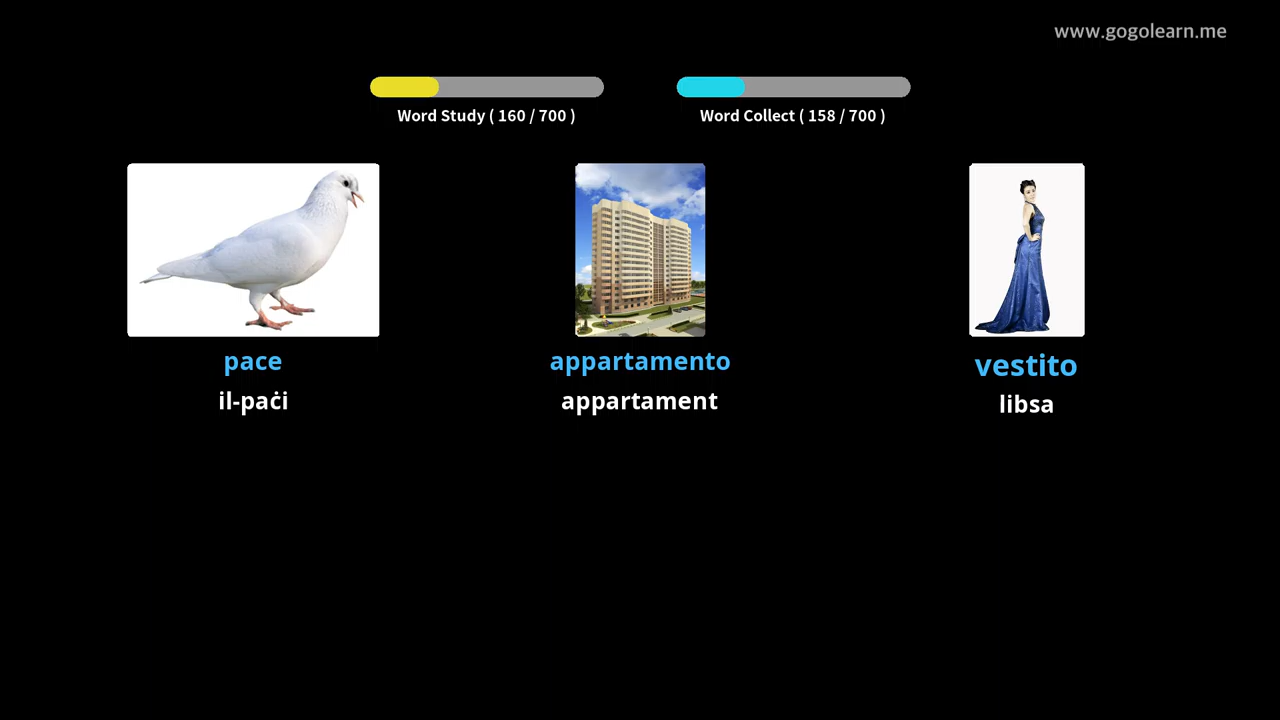 www.gogolearn.me
Word Study ( 160 / 700 )
Word Collect ( 158 / 700 )
pace
il-paċi
appartamento
appartament
vestito
libsa